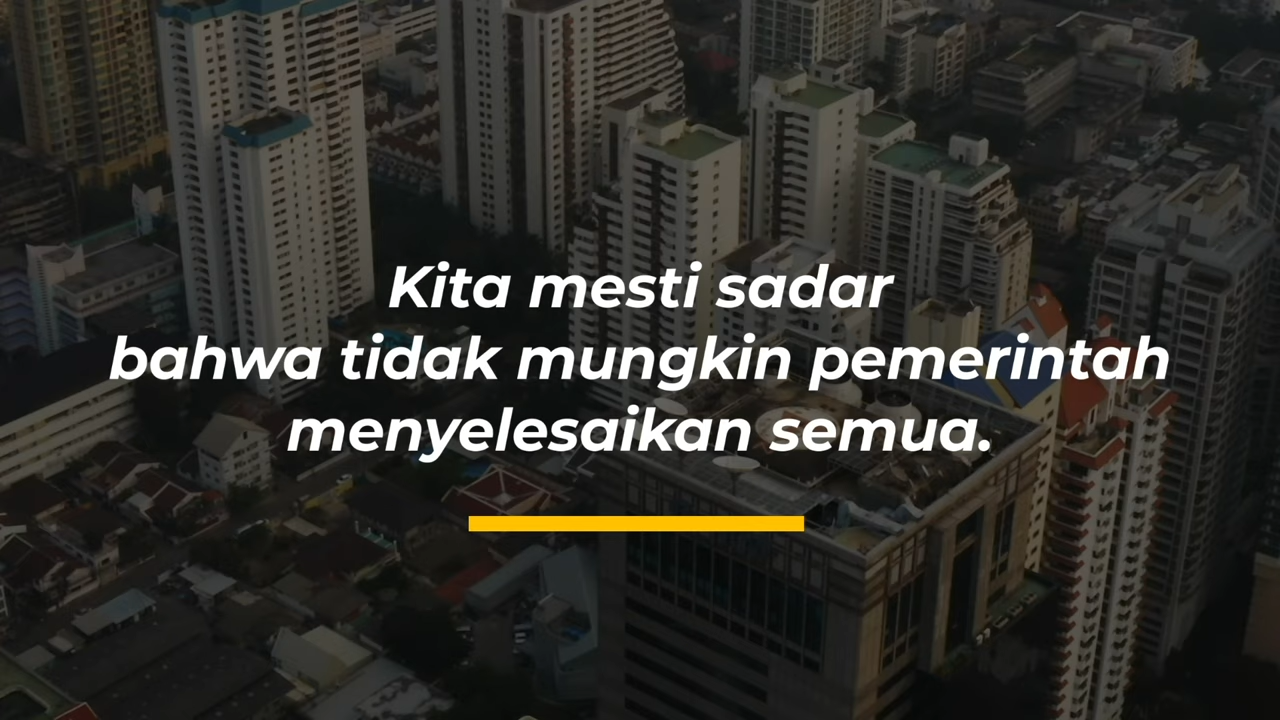 Kita mesti sadar
bahwa tidak mungkin pemerintah
menyelesaikan semua.